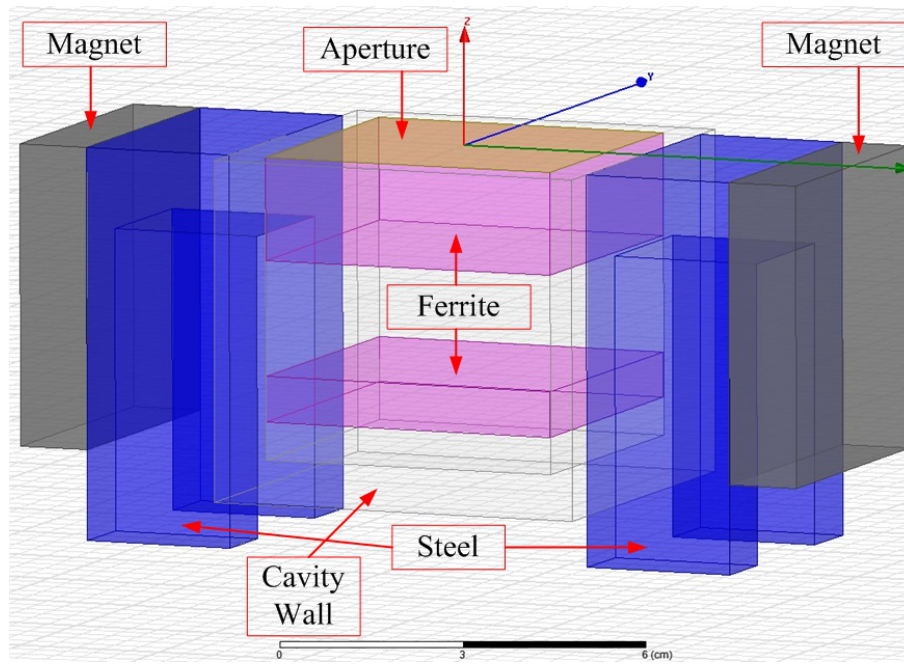 Magnet
Aperture
Z
Magnet
Y
Ferrite
Steel
Cavity
Wall
0
3
6 (cm)